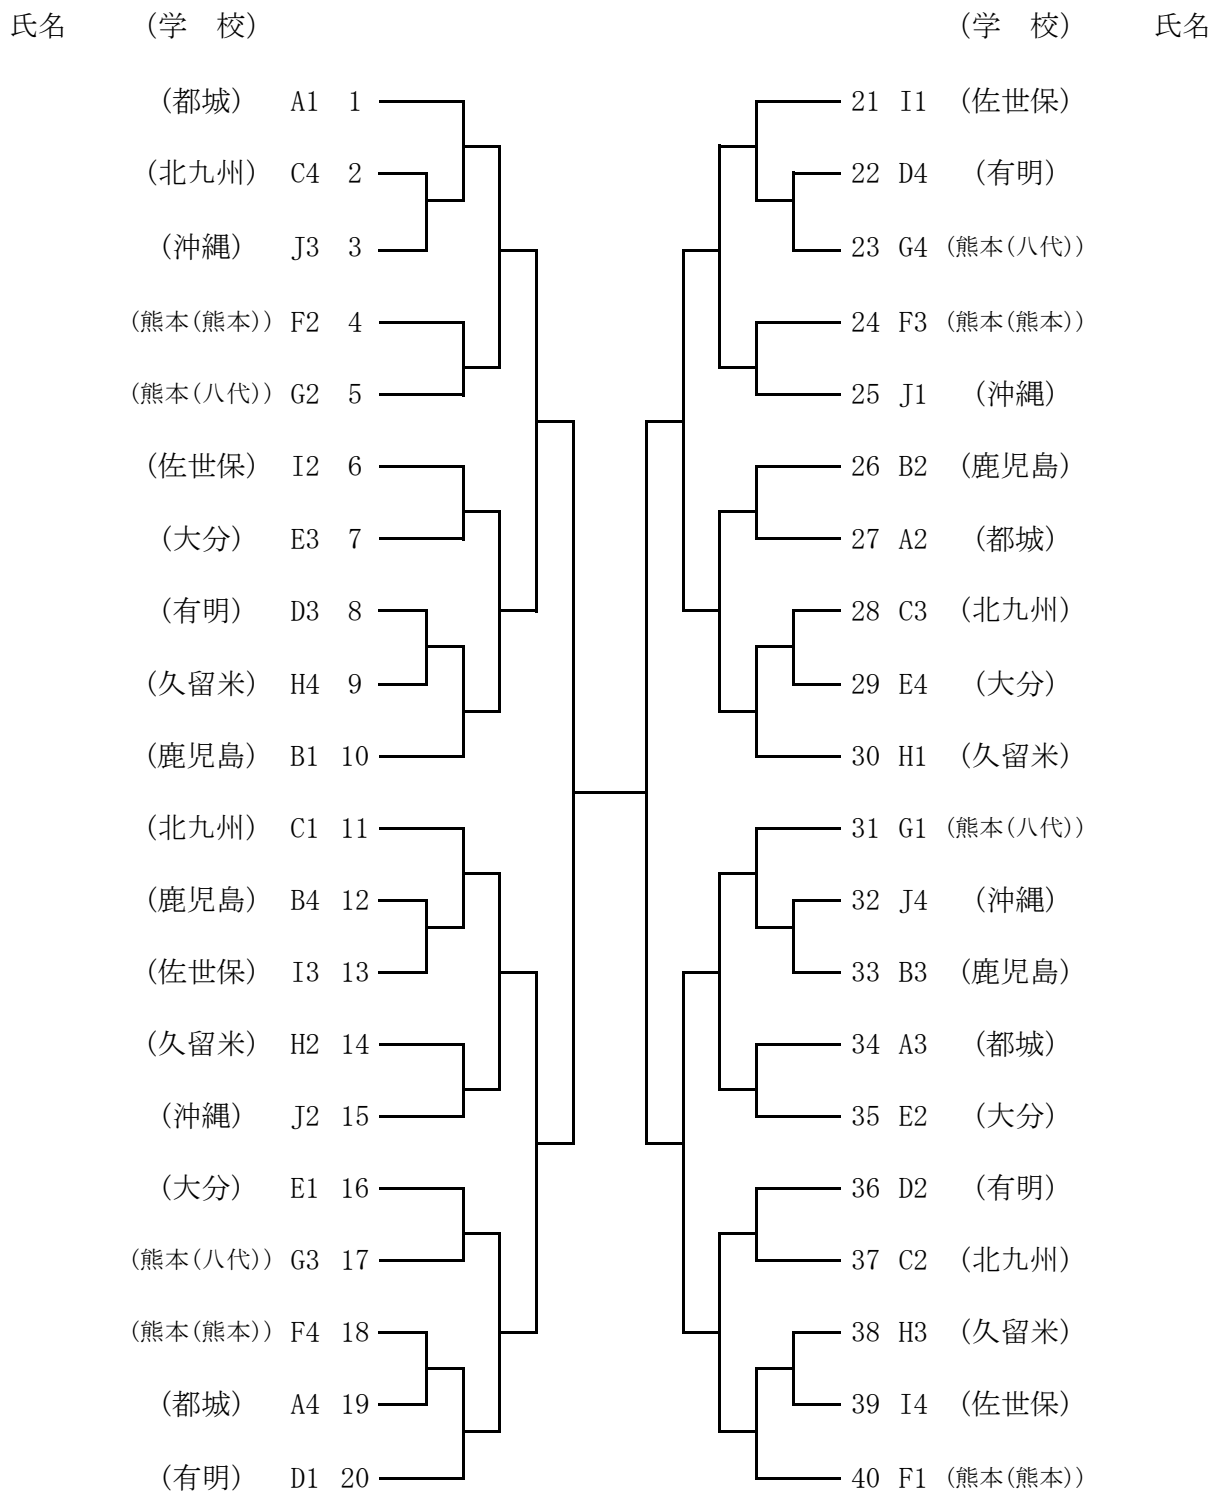 氏名 (学 校) (学 校) 氏名
(都城) A1 1 21 I1 (佐世保)
(北九州) C4 2 22 D4 (有明)
(沖縄) J3 3 23 G4 (熊本(八代))
(熊本(熊本)) F2 4 24 F3 (熊本(熊本))
(熊本(八代)) G2 5 25 J1 (沖縄)
(佐世保) I2 6 26 B2 (鹿児島)
(大分) E3 7 27 A2 (都城)
(有明) D3 8 28 C3 (北九州)
(久留米) H4 9 29 E4 (大分)
(鹿児島) B1 10 30 H1 (久留米)
(北九州) C1 11 31 G1 (熊本(八代))
(鹿児島) B4 12 32 J4 (沖縄)
(佐世保) I3 13 33 B3 (鹿児島)
(久留米) H2 14 34 A3 (都城)
(沖縄) J2 15 35 E2 (大分)
(大分) E1 16 36 D2 (有明)
(熊本(八代)) G3 17 37 C2 (北九州)
(熊本(熊本)) F4 18 38 H3 (久留米)
(都城) A4 19 39 I4 (佐世保)
(有明) D1 20 40 F1 (熊本(熊本))